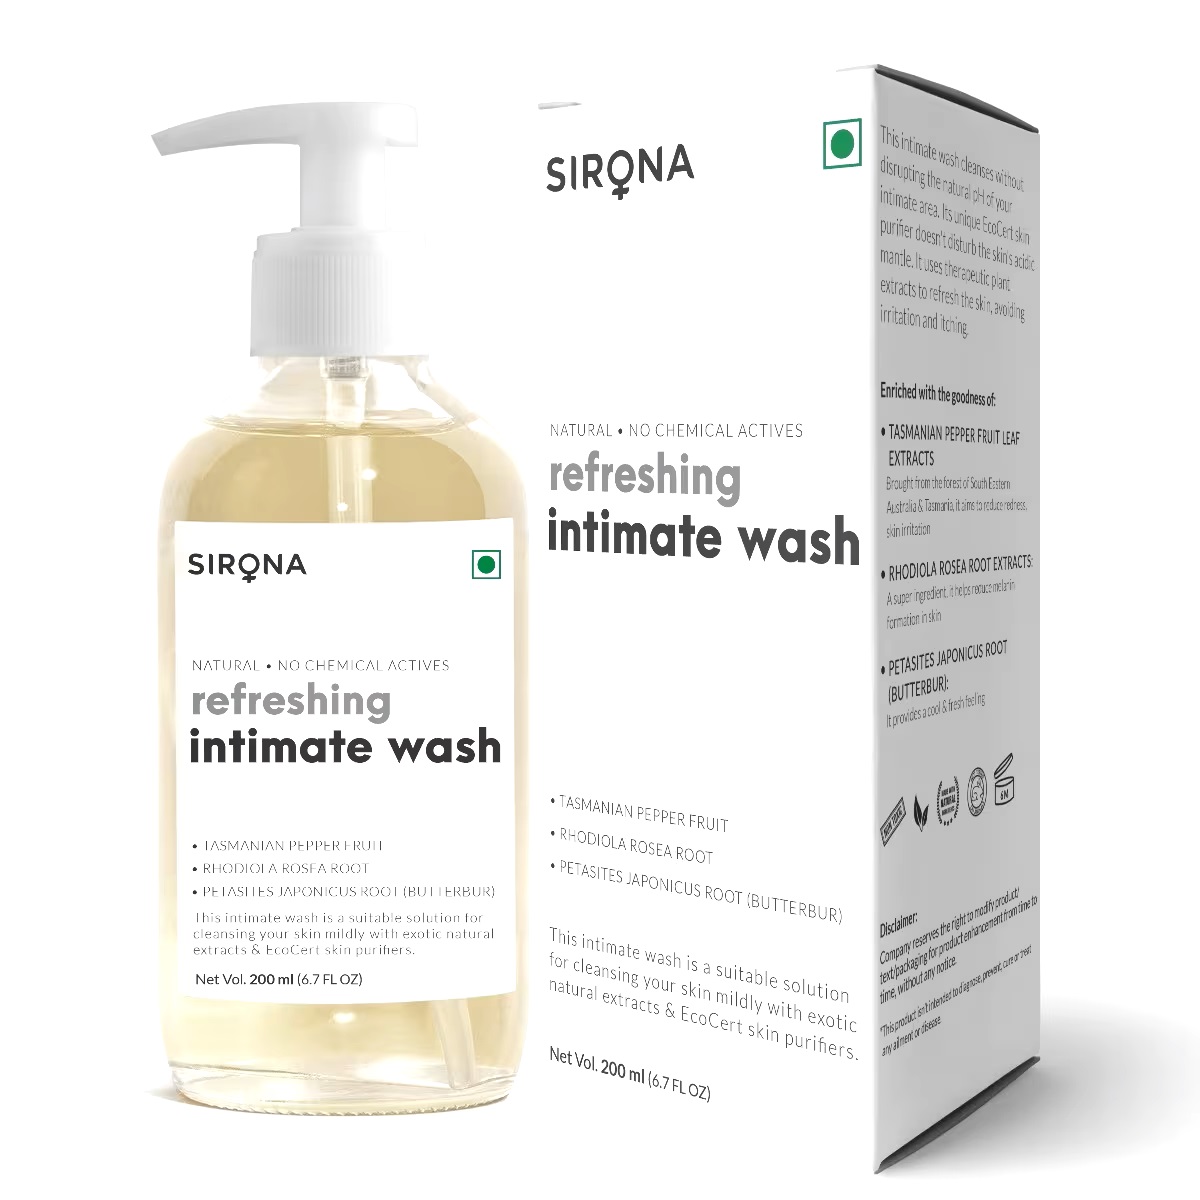 SIRONA
NATURAL • NO CHEMICAL ACTIVES
refreshing
intimate wash
• TASMANIAN PEPPER FRUIT
• RHODIOLA ROSEA ROOT
• PETASITES JAPONICUS ROOT (BUTTERBUR)
This intimate wash is a suitable solution for
cleansing your skin mildly with exotic natural
extracts & EcoCert skin purifiers.
Net Vol. 200 ml (6.7 FL OZ)
SIRONA
NATURAL • NO CHEMICAL ACTIVES
refreshing
intimate wash
• TASMANIAN PEPPER FRUIT
• RHODIOLA ROSEA ROOT
• PETASITES JAPONICUS ROOT (BUTTERBUR)
This intimate wash is a suitable solution
for cleansing your skin mildly with exotic
natural extracts & EcoCert skin purifiers.
Net Vol. 200 ml (6.7 FL OZ)
This intimate wash cleanses without
disrupting the natural pH of your
intimate area. Its unique EcoCert skin
purifier doesn't disturb the skin's acidic
mantle. It uses therapeutic plant
extracts to refresh the skin, avoiding
irritation and itching.
Enriched with the goodness of:
• TASMANIAN PEPPER FRUIT LEAF
EXTRACTS
Brought from the forest of South Eastern
Australia & Tasmania, it aims to reduce redness,
skin irritation
• RHODIOLA ROSEA ROOT EXTRACTS:
A super ingredient, it helps reduce melanin
formation in skin
• PETASITES JAPONICUS ROOT
(BUTTERBUR):
It provides a cool & fresh feeling
NON TOXIC
NATURAL
6M
Disclaimer:
Company reserves the right to modify product/
text/packaging for product enhancement from time to
time, without any notice.
*This product isn't intended to diagnose, prevent, cure or treat
any ailment or disease.